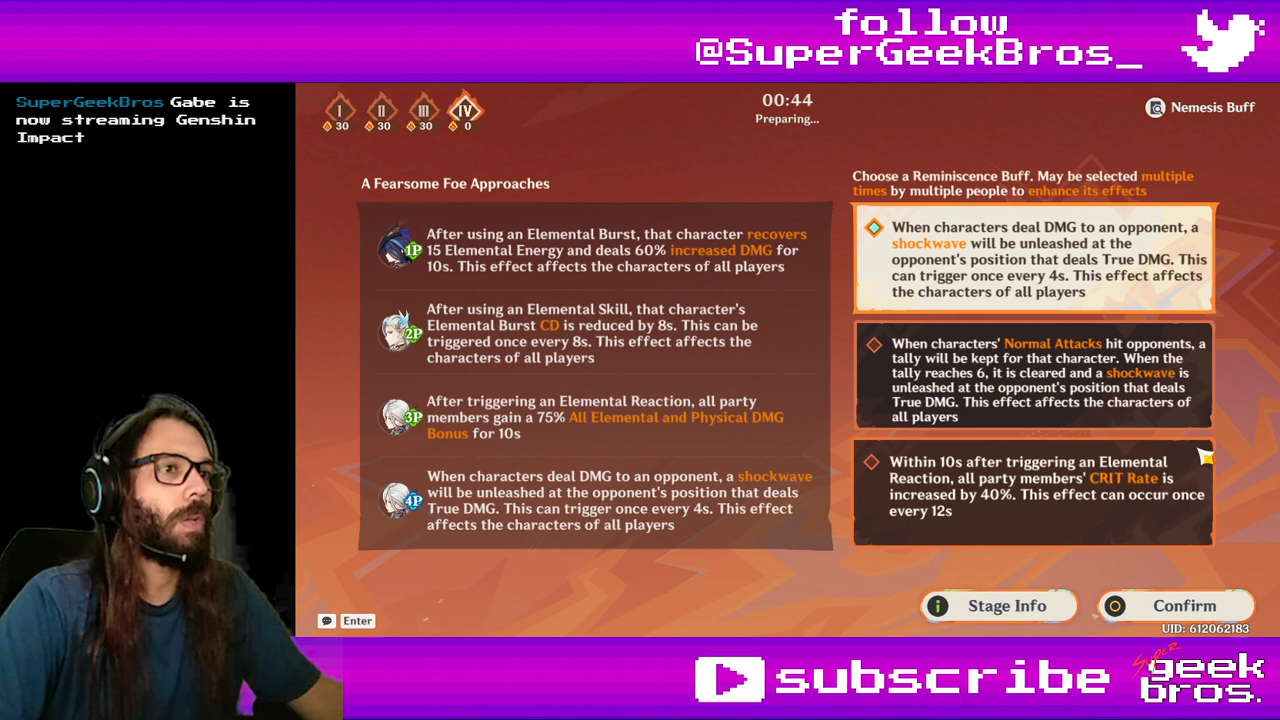 follow
@SuperGeekBros_
SuperGeekBros Gabe is
now streaming Genshin
Impact
I II III IV
30 30 30 0
00:44
Preparing...
Nemesis Buff
A Fearsome Foe Approaches
1P
After using an Elemental Burst, that character recovers
15 Elemental Energy and deals 60% increased DMG for
10s. This effect affects the characters of all players
2P
After using an Elemental Skill, that character's
Elemental Burst CD is reduced by 8s. This can be
triggered once every 8s. This effect affects the
characters of all players
3P
After triggering an Elemental Reaction, all party
members gain a 75% All Elemental and Physical DMG
Bonus for 10s
4P
When characters deal DMG to an opponent, a shockwave
will be unleashed at the opponent's position that deals
True DMG. This can trigger once every 4s. This effect
affects the characters of all players
Choose a Reminiscence Buff. May be selected multiple
times by multiple people to enhance its effects
When characters deal DMG to an opponent, a
shockwave will be unleashed at the
opponent's position that deals True DMG. This
can trigger once every 4s. This effect affects
the characters of all players
When characters' Normal Attacks hit opponents, a
tally will be kept for that character. When the
tally reaches 6, it is cleared and a shockwave is
unleashed at the opponent's position that deals
True DMG. This effect affects the characters of
all players
Within 10s after triggering an Elemental
Reaction, all party members' CRIT Rate is
increased by 40%. This effect can occur once
every 12s
Enter
Stage Info
Confirm
UID: 612062183
subscribe
SUPER
geek
bros.